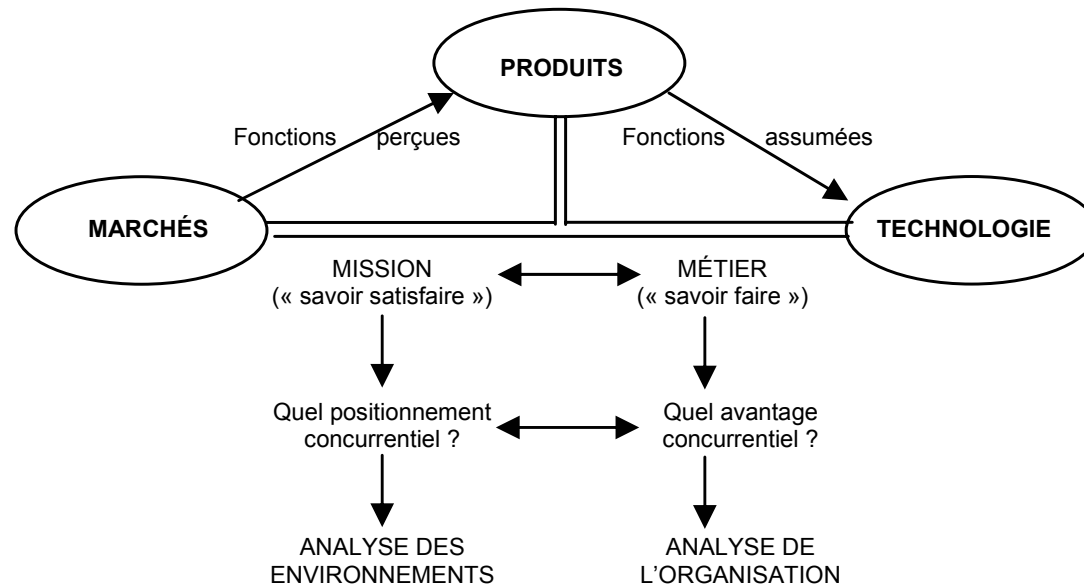 PRODUITS
Fonctions perçues
Fonctions assumées
MARCHÉS
TECHNOLOGIE
MISSION
(« savoir satisfaire »)
MÉTIER
(« savoir faire »)
Quel positionnement
concurrentiel ?
Quel avantage
concurrentiel ?
ANALYSE DES
ENVIRONNEMENTS
ANALYSE DE
L'ORGANISATION